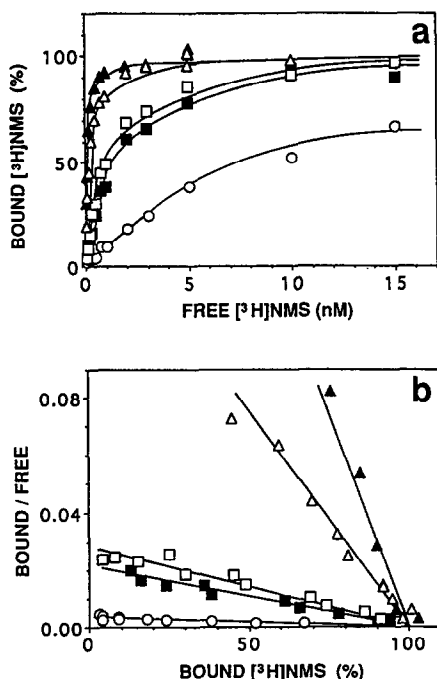 a
BOUND [³H]NMS (%)
100
50
0
0 5 10 15
FREE [³H]NMS (nM)
b
BOUND / FREE
0.08
0.04
0.00
0 50 100
BOUND [³H]NMS (%)